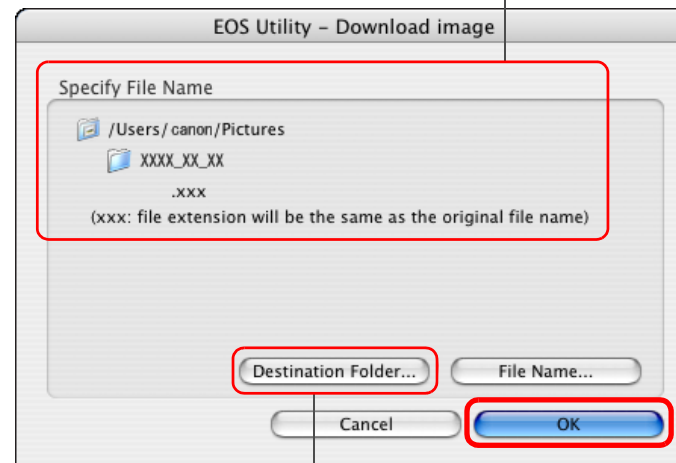 EOS Utility – Download image
Specify File Name
/Users/canon/Pictures
XXXX_XX_XX
.xxx
(xxx: file extension will be the same as the original file name)
Destination Folder... File Name...
Cancel OK